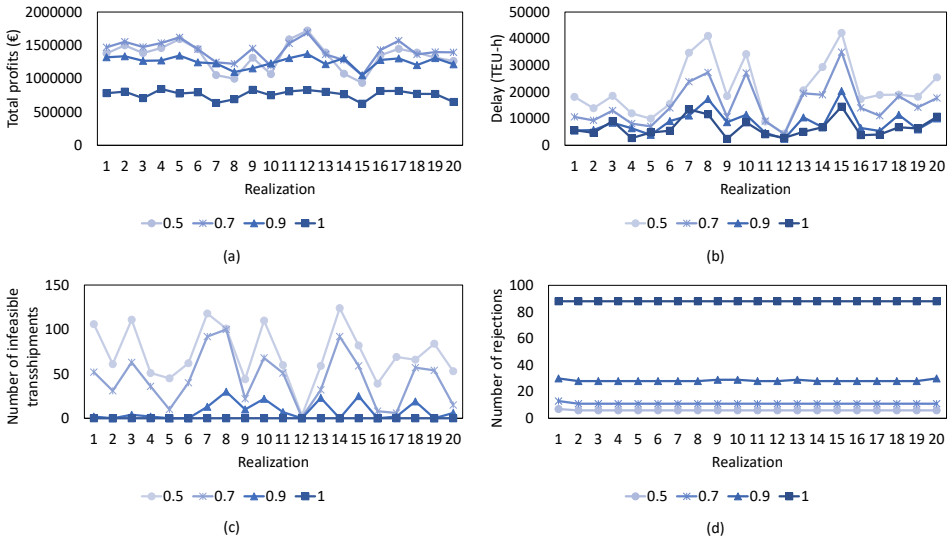 Total profits (€)
2000000
1500000
1000000
500000
0
1 2 3 4 5 6 7 8 9 10 11 12 13 14 15 16 17 18 19 20
Realization
0.5 0.7 0.9 1
(a)
Delay (TEU-h)
50000
40000
30000
20000
10000
0
1 2 3 4 5 6 7 8 9 10 11 12 13 14 15 16 17 18 19 20
Realization
0.5 0.7 0.9 1
(b)
Number of infeasible
transshipments
150
100
50
0
1 2 3 4 5 6 7 8 9 10 11 12 13 14 15 16 17 18 19 20
Realization
0.5 0.7 0.9 1
(c)
Number of rejections
100
80
60
40
20
0
1 2 3 4 5 6 7 8 9 10 11 12 13 14 15 16 17 18 19 20
Realization
0.5 0.7 0.9 1
(d)